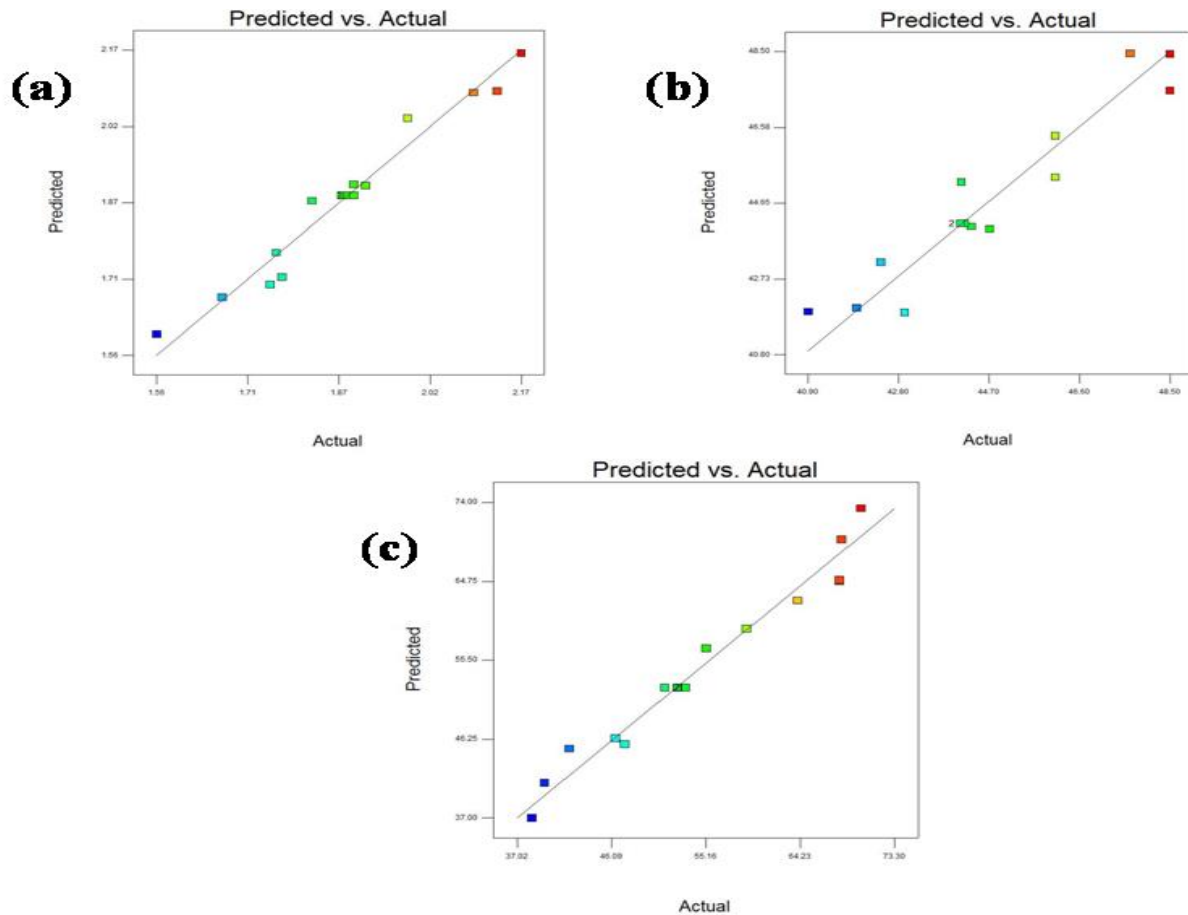 Predicted vs. Actual
(a)
2.17
2.02
1.87
1.71
1.56
Predicted
1.56
1.71
1.87
2.02
2.17
Actual
Predicted vs. Actual
(b)
48.50
46.58
44.65
42.73
40.80
Predicted
2
40.90
42.80
44.70
46.60
48.50
Actual
Predicted vs. Actual
(c)
74.00
64.75
55.50
46.25
37.00
Predicted
2
37.02
46.09
55.16
64.23
73.30
Actual